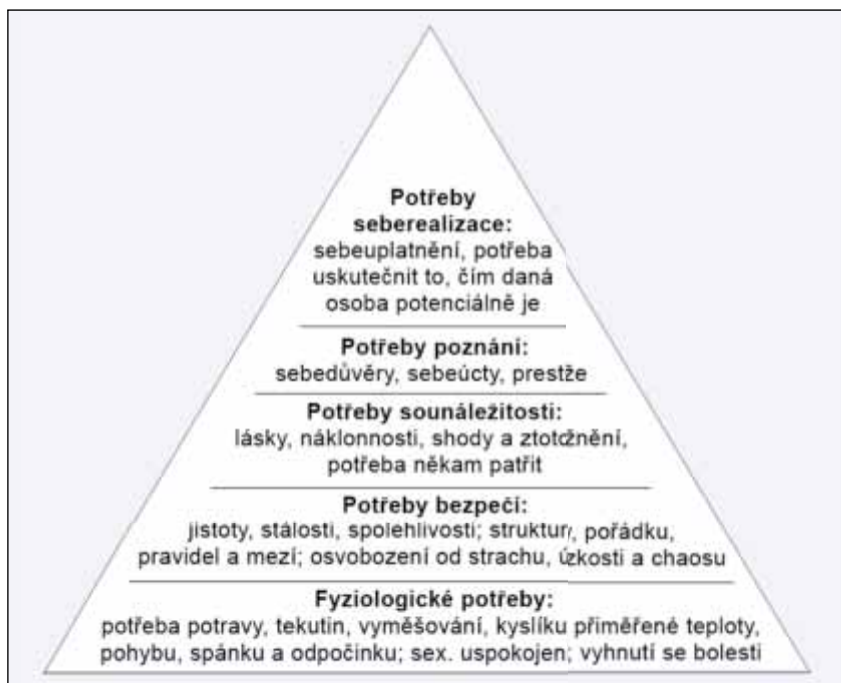 Potřeby
seberealizace:
sebeuplatnění, potřeba
uskutečnit to, čím daná
osoba potenciálně je
Potřeby poznání:
sebedůvěry, sebeúcty, prestže
Potřeby sounáležitosti:
lásky, náklonnosti, shody a ztotožnění,
potřeba někam patřit
Potřeby bezpečí:
jistoty, stálosti, spolehlivosti; struktury, pořádku,
pravidel a mezí; osvobození od strachu, úzkosti a chaosu
Fyziologické potřeby:
potřeba potravy, tekutin, vyměšování, kyslíku přiměřené teploty,
pohybu, spánku a odpočinku; sex. uspokojen; vyhnutí se bolesti